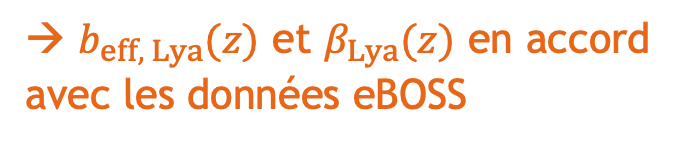 → b_eff, Lya(z) et β_Lya(z) en accord
avec les données eBOSS